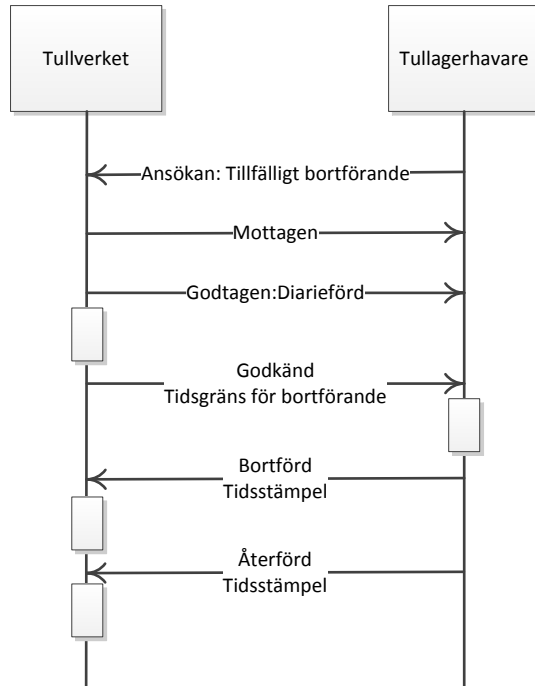 Tullverket
Tullagerhavare
Ansökan: Tillfälligt bortförande
Mottagen
Godtagen:Diarieförd
Godkänd
Tidsgräns för bortförande
Bortförd
Tidsstämpel
Återförd
Tidsstämpel